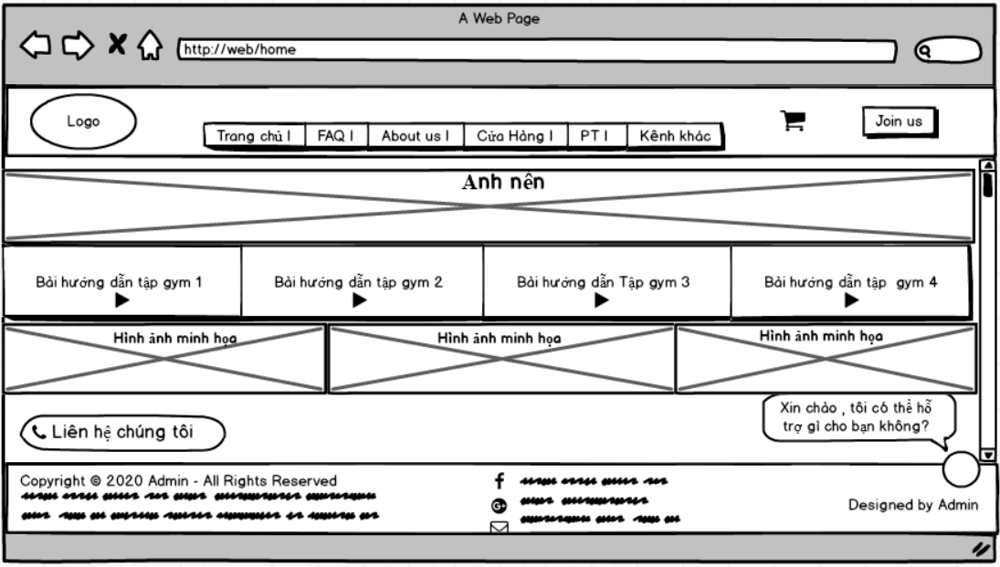 A Web Page
http://web/home
Logo
Trang chủ I
FAQ I
About us I
Cửa Hàng I
PT I
Kênh khác
Join us
Anh nền
Bài hướng dẫn tập gym 1
Bài hướng dẫn tập gym 2
Bài hướng dẫn Tập gym 3
Bài hướng dẫn tập gym 4
Hình ảnh minh họa
Hình ảnh minh họa
Hình ảnh minh họa
Liên hệ chúng tôi
Xin chào , tôi có thể hỗ
trợ gì cho bạn không?
Copyright © 2020 Admin - All Rights Reserved
f
G+
Designed by Admin